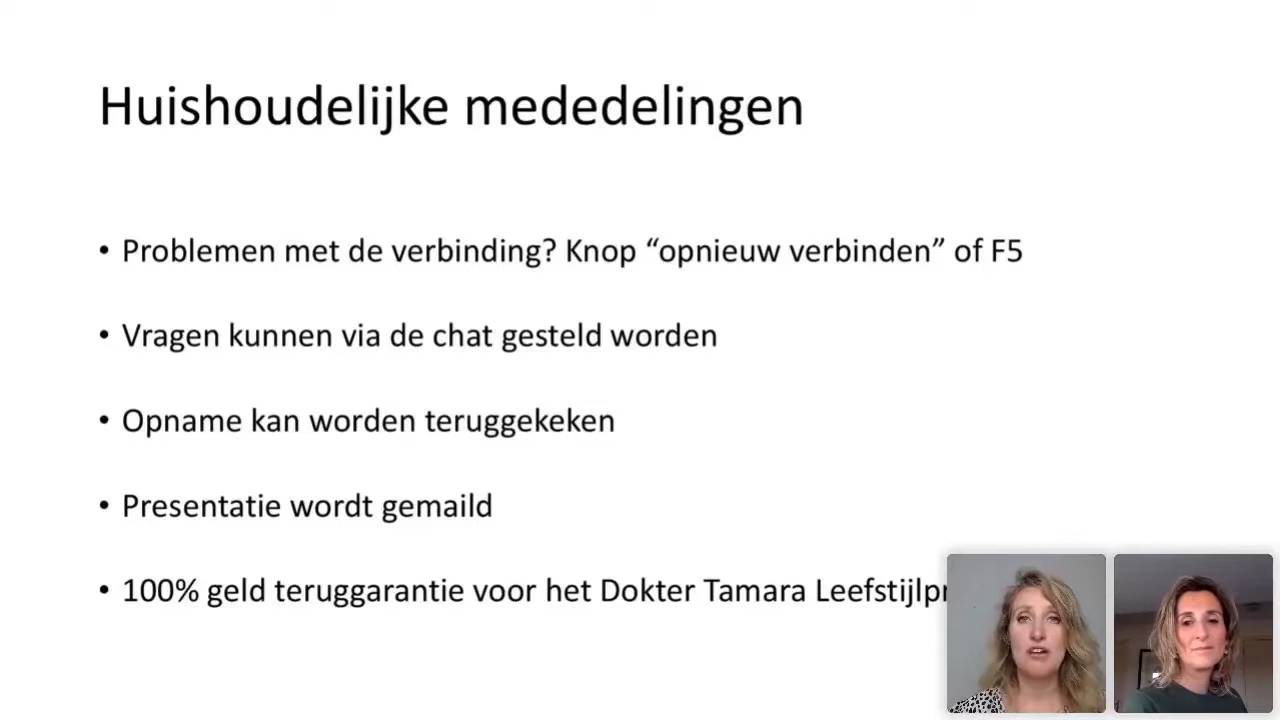 Huishoudelijke mededelingen
• Problemen met de verbinding? Knop “opnieuw verbinden” of F5
• Vragen kunnen via de chat gesteld worden
• Opname kan worden teruggekeken
• Presentatie wordt gemaild
• 100% geld teruggarantie voor het Dokter Tamara